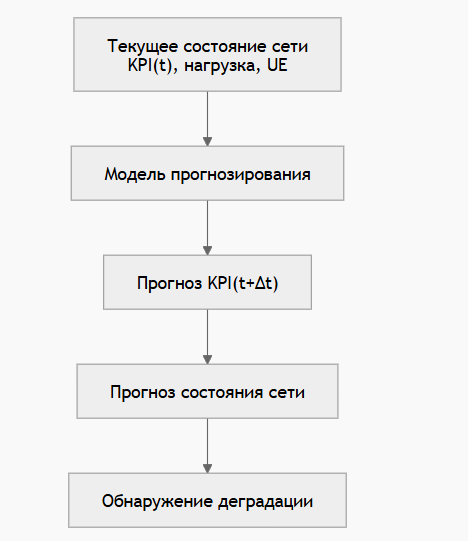 Текущее состояние сети
KPI(t), нагрузка, UE
Модель прогнозирования
Прогноз KPI(t+Δt)
Прогноз состояния сети
Обнаружение деградации